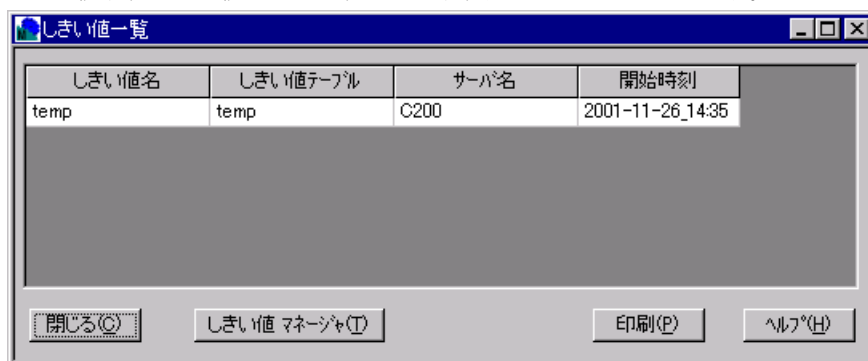 しきい値一覧
しきい値名 しきい値テーブル サーバ名 開始時刻
temp temp C200 2001-11-26_14:35
閉じる(C) しきい値 マネージャ(T) 印刷(P) ヘルプ(H)